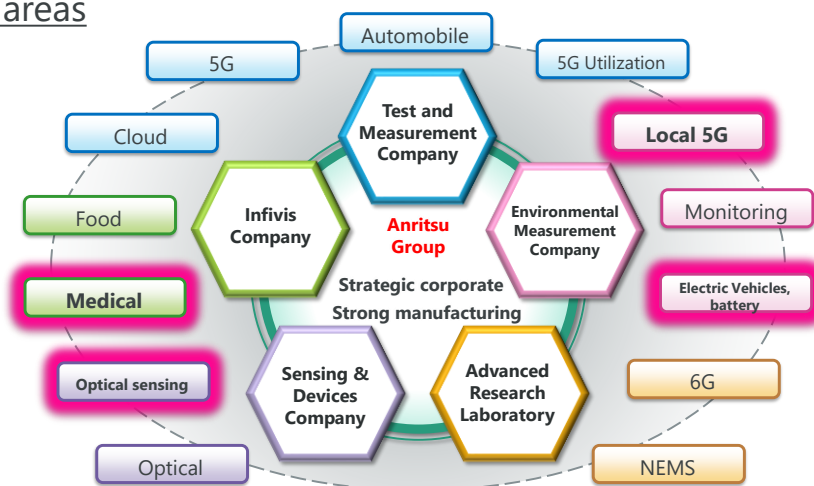 areas
Automobile
5G
5G Utilization
Cloud
Local 5G
Test and
Measurement
Company
Food
Infivis
Company
Anritsu
Group
Environmental
Measurement
Company
Monitoring
Medical
Strategic corporate
Strong manufacturing
Electric Vehicles,
battery
Optical sensing
Sensing &
Devices
Company
Advanced
Research
Laboratory
6G
Optical
NEMS